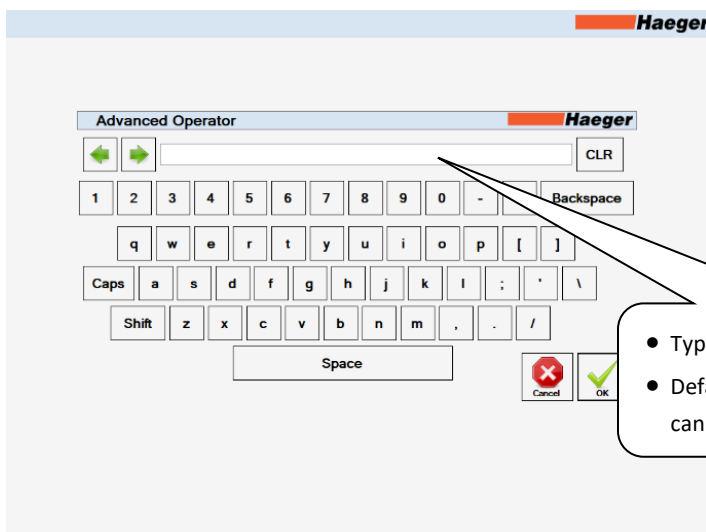 Haeger
Advanced Operator Haeger
CLR
1 2 3 4 5 6 7 8 9 0 - Backspace
q w e r t y u i o p [ ]
Caps a s d f g h j k l ; ' \
Shift z x c v b n m , . /
Space
Cancel OK
• Typ
• Defa
can